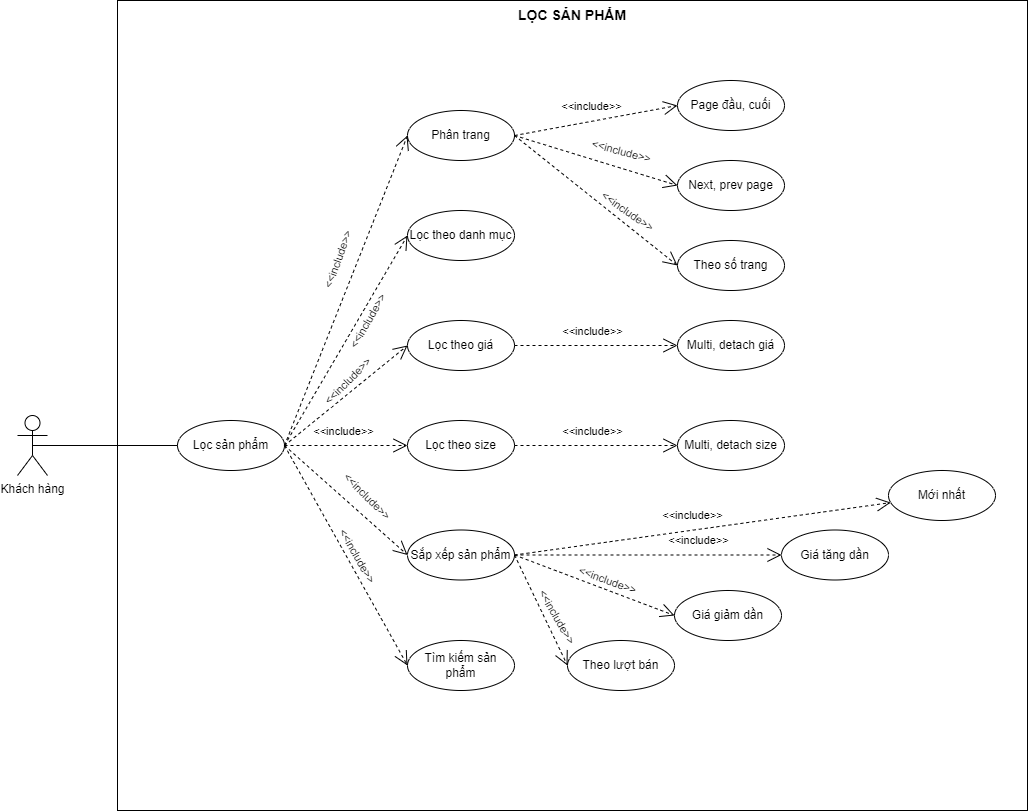 LỌC SẢN PHẨM
<<include>>
Page đầu, cuối
Phân trang
<<include>>
Next, prev page
<<include>>
Theo số trang
<<include>>
Lọc theo danh mục
<<include>>
Lọc theo giá
<<include>>
Multi, detach giá
<<include>>
Khách hàng
Lọc sản phẩm
<<include>>
Lọc theo size
<<include>>
Multi, detach size
<<include>>
Sắp xếp sản phẩm
<<include>>
Mới nhất
<<include>>
Giá tăng dần
<<include>>
Giá giảm dần
<<include>>
Theo lượt bán
<<include>>
Tìm kiếm sản
phẩm